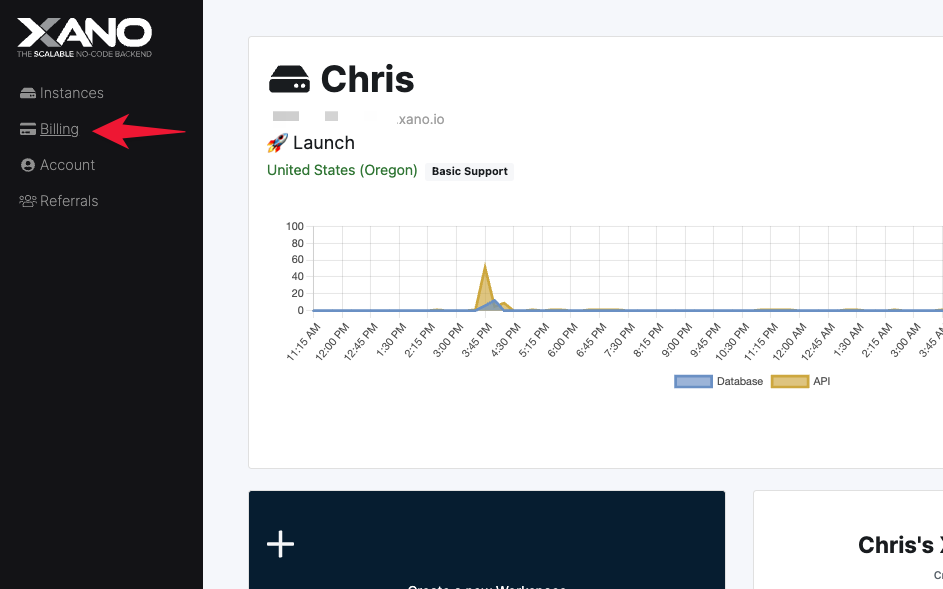 XANO
THE SCALABLE NO-CODE BACKEND
Instances
Billing
Account
Referrals
Chris
.xano.io
🚀 Launch
United States (Oregon) Basic Support
100
80
60
40
20
0
11:15 AM 12:00 PM 12:45 PM 1:30 PM 2:15 PM 3:00 PM 3:45 PM 4:30 PM 5:15 PM 6:00 PM 6:45 PM 7:30 PM 8:15 PM 9:00 PM 9:45 PM 10:30 PM 11:15 PM 12:00 AM 12:45 AM 1:30 AM 2:15 AM 3:00 AM 3:45 AM
Database API
Chris's
Create a new Workspace